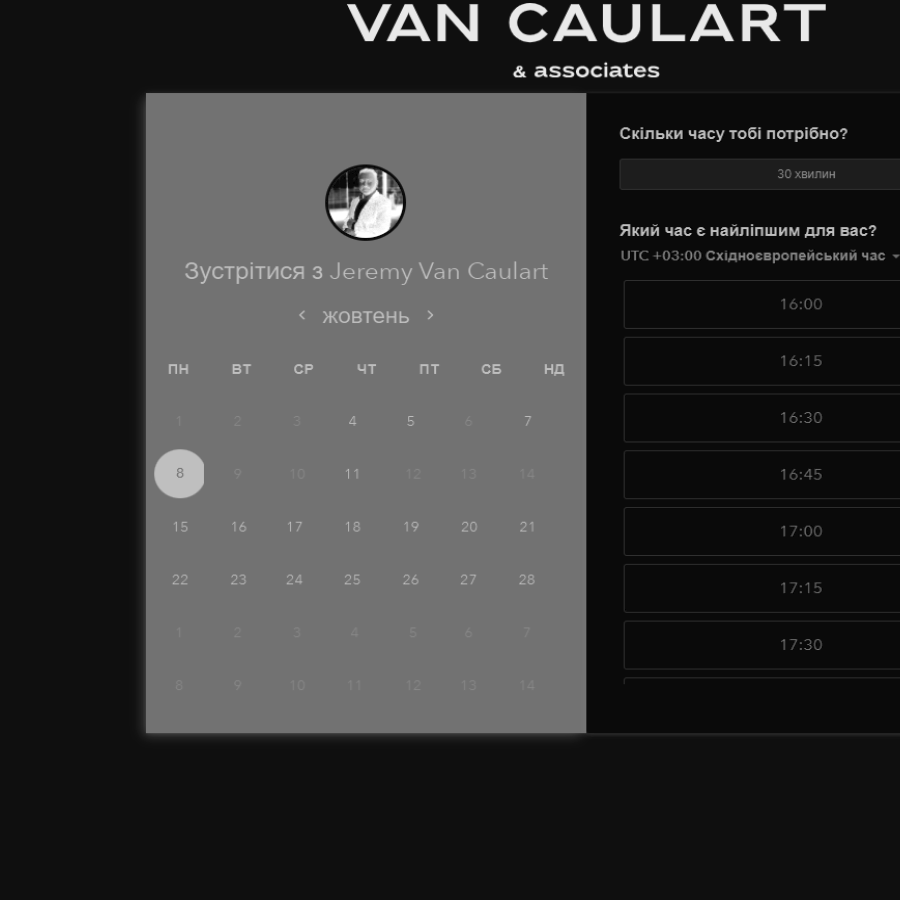 VAN CAULART
& associates
Зустрітися з Jeremy Van Caulart
жовтень
ПН ВТ СР ЧТ ПТ СБ НД
1 2 3 4 5 6 7
8 9 10 11 12 13 14
15 16 17 18 19 20 21
22 23 24 25 26 27 28
1 2 3 4 5 6 7
8 9 10 11 12 13 14
Скільки часу тобі потрібно?
30 хвилин
Який час є найліпшим для вас?
UTC +03:00 Східноєвропейський час
16:00
16:15
16:30
16:45
17:00
17:15
17:30